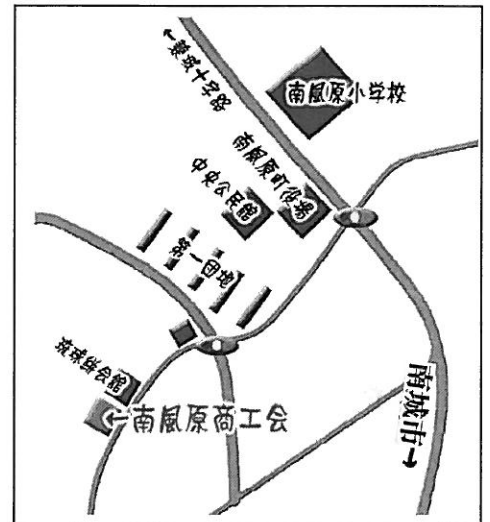 ←兼城十字路
南風原小学校
南風原町役場
中央公民館
第一団地
琉球絣会館
←南風原商工会
南城市→